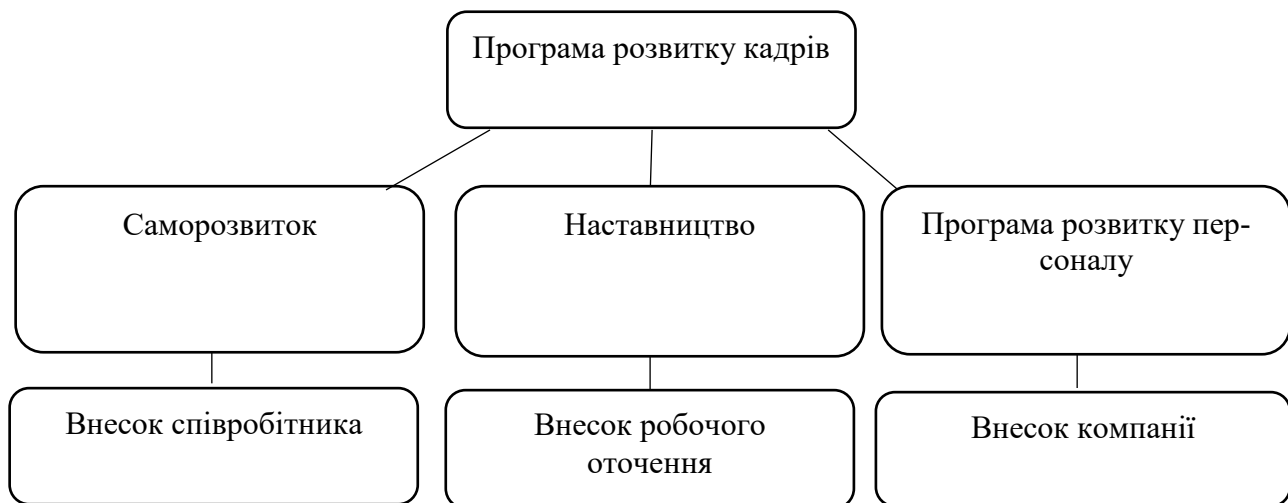 Програма розвитку кадрів
Саморозвиток
Наставництво
Програма розвитку пер-
соналу
Внесок співробітника
Внесок робочого
оточення
Внесок компанії